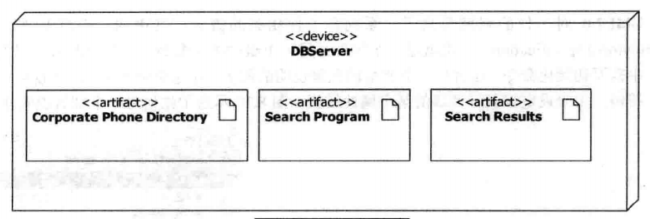 <<device>>
DBServer
<<artifact>>
Corporate Phone Directory
<<artifact>>
Search Program
<<artifact>>
Search Results